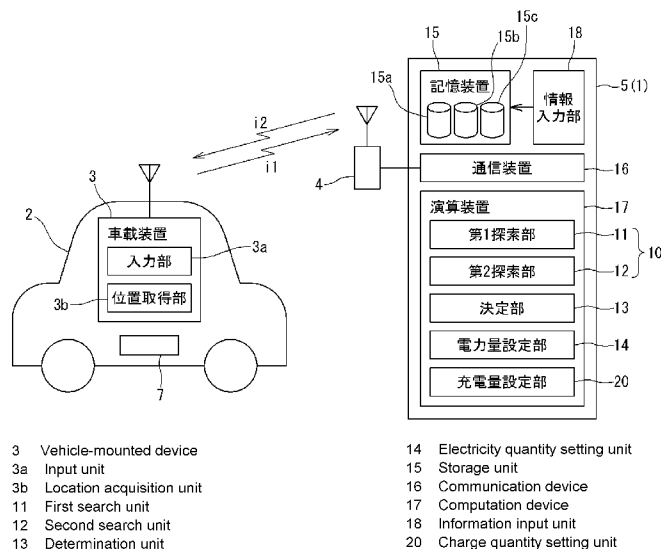 15
15a
15b
15c
18
5(1)
記憶装置
情報
入力部
i2
i1
4
通信装置
16
3
2
車載装置
入力部
3a
3b
位置取得部
7
演算装置
17
第1探索部
11
第2探索部
12
10
決定部
13
電力量設定部
14
充電量設定部
20
3 Vehicle-mounted device
3a Input unit
3b Location acquisition unit
11 First search unit
12 Second search unit
13 Determination unit
14 Electricity quantity setting unit
15 Storage unit
16 Communication device
17 Computation device
18 Information input unit
20 Charge quantity setting unit